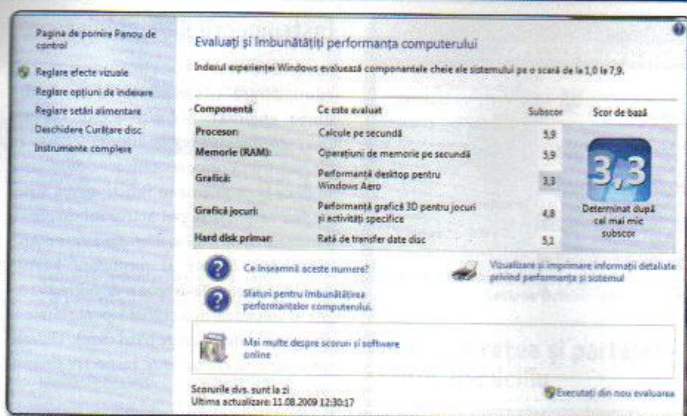 Pagina de pornire Panou de
control
Reglare efecte vizuale
Reglare opțiuni de indexare
Reglare setări alimentare
Deschidere Curățare disc
Instrumente complexe
Evaluați și îmbunătățiți performanța computerului
Indexul experienței Windows evaluează componentele cheie ale sistemului pe o scară de la 1,0 la 7,9.
Componentă Ce este evaluat Subscor Scor de bază
Procesor: Calcule pe secundă 5,9
Memorie (RAM): Operațiuni de memorie pe secundă 5,9
Grafică: Performanță desktop pentru
Windows Aero 3,3
Grafică jocuri: Performanță grafică 3D pentru jocuri
și activități specifice 4,8
Hard disk primar: Rată de transfer date disc 5,1
3,3
Determinat după
cel mai mic
subscor
Ce înseamnă aceste numere?
Sfaturi pentru îmbunătățirea
performanțelor computerului.
Vizualizare și imprimare informații detaliate
privind performanța și sistemul
Mai multe despre scoruri și software
online
Scorurile dvs. sunt la zi
Ultima actualizare: 11.08.2009 12:30:17
Executați din nou evaluarea